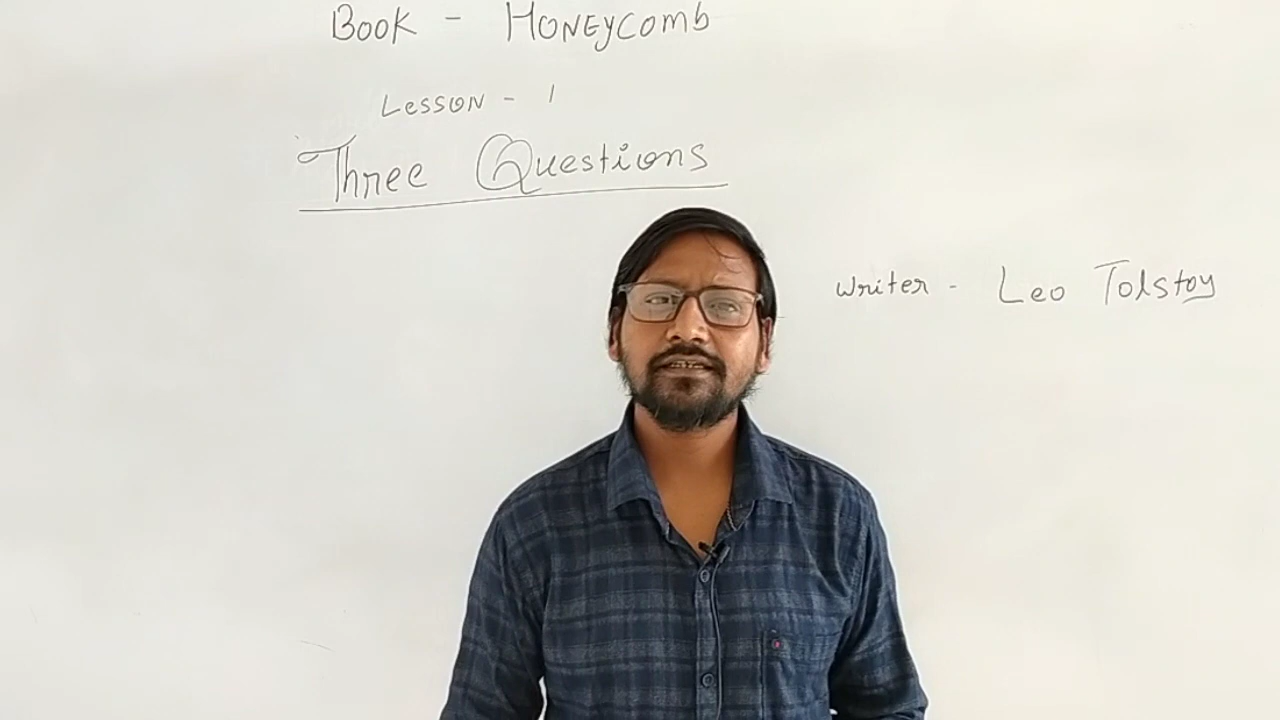 Book - Honeycomb
Lesson - 1
Three Questions
Writer - Leo Tolstoy